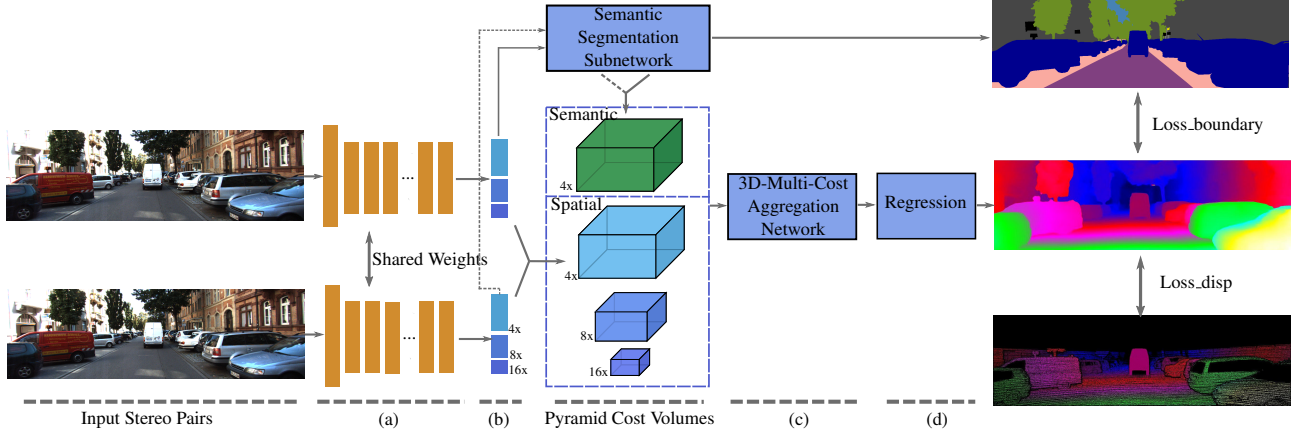 Semantic
Segmentation
Subnetwork
Loss_boundary
Semantic
4x
Spatial
4x
3D-Multi-Cost
Aggregation
Network
Regression
Shared Weights
...
Loss_disp
4x
8x
16x
8x
16x
...
Input Stereo Pairs
(a)
(b)
Pyramid Cost Volumes
(c)
(d)